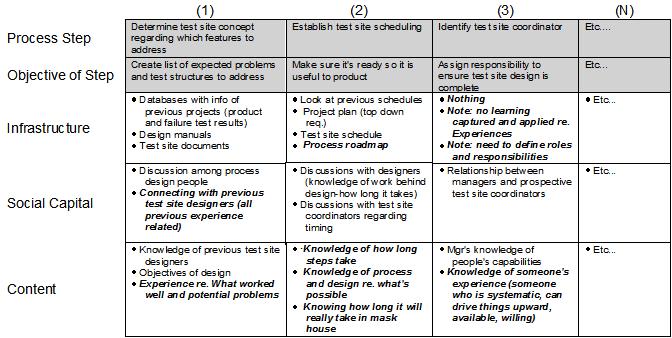 (1) (2) (3) (N)
Process Step
Determine test site concept
regarding which features to
address
Establish test site scheduling
Identify test site coordinator
Etc....
Objective of Step
Create list of expected problems
and test structures to address
Make sure it's ready so it is
useful to product
Assign responsibility to
ensure test site design is
complete
Etc...
Infrastructure
• Databases with info of
previous projects (product
and failure test results)
• Design manuals
• Test site documents
• Look at previous schedules
• Project plan (top down
req.)
• Test site schedule
• Process roadmap
• Nothing
• Note: no learning
captured and applied re.
Experiences
• Note: need to define roles
and responsibilities
• Etc...
Social Capital
• Discussion among process
design people
• Connecting with previous
test site designers (all
previous experience
related)
• Discussions with designers
(knowledge of work behind
design-how long it takes)
• Discussions with test site
coordinators regarding
timing
• Relationship between
managers and prospective
test site coordinators
• Etc...
Content
• Knowledge of previous test site
designers
• Objectives of design
• Experience re. What worked
well and potential problems
• Knowledge of how long
steps take
• Knowledge of process
and design re. what's
possible
• Knowing how long it will
really take in mask
house
• Mgr's knowledge of
people's capabilities
• Knowledge of someone's
experience (someone
who is systematic, can
drive things upward,
available, willing)
• Etc...